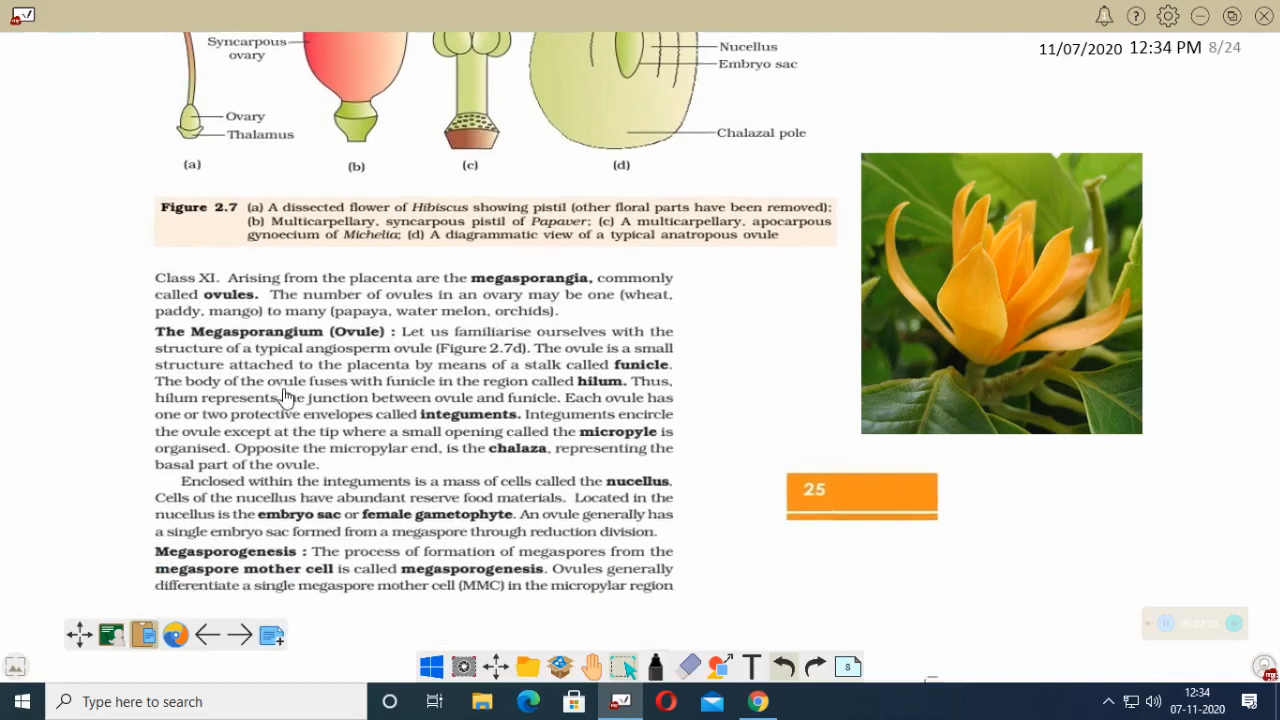 11/07/2020 12:34 PM 8/24
Syncarpous
ovary
Nucellus
Embryo sac
Ovary
Thalamus
Chalazal pole
(a)
(b)
(c)
(d)
Figure 2.7 (a) A dissected flower of Hibiscus showing pistil (other floral parts have been removed);
(b) Multicarpellary, syncarpous pistil of Papaver; (c) A multicarpellary, apocarpous
gynoecium of Michelia; (d) A diagrammatic view of a typical anatropous ovule
Class XI. Arising from the placenta are the megasporangia, commonly
called ovules. The number of ovules in an ovary may be one (wheat,
paddy, mango) to many (papaya, water melon, orchids).
The Megasporangium (Ovule) : Let us familiarise ourselves with the
structure of a typical angiosperm ovule (Figure 2.7d). The ovule is a small
structure attached to the placenta by means of a stalk called funicle.
The body of the ovule fuses with funicle in the region called hilum. Thus,
hilum represents the junction between ovule and funicle. Each ovule has
one or two protective envelopes called integuments. Integuments encircle
the ovule except at the tip where a small opening called the micropyle is
organised. Opposite the micropylar end, is the chalaza, representing the
basal part of the ovule.
Enclosed within the integuments is a mass of cells called the nucellus.
Cells of the nucellus have abundant reserve food materials. Located in the
nucellus is the embryo sac or female gametophyte. An ovule generally has
a single embryo sac formed from a megaspore through reduction division.
Megasporogenesis : The process of formation of megaspores from the
megaspore mother cell is called megasporogenesis. Ovules generally
differentiate a single megaspore mother cell (MMC) in the micropylar region
25
T
8
Type here to search
12:34
07-11-2020